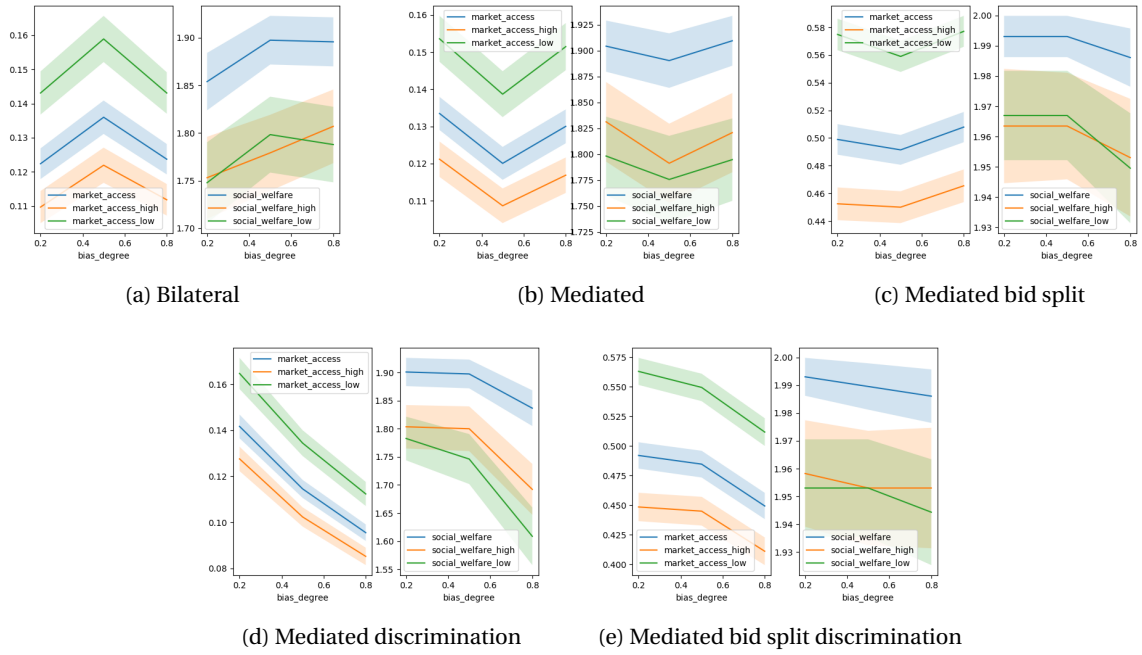 0.16
0.15
0.14
0.13
0.12
0.11
market_access
market_access_high
market_access_low
0.2 0.4 0.6 0.8
bias_degree
1.90
1.85
1.80
1.75
1.70
social_welfare
social_welfare_high
social_welfare_low
0.2 0.4 0.6 0.8
bias_degree
(a) Bilateral
market_access
market_access_high
market_access_low
0.16
0.15
0.14
0.13
0.12
0.11
0.2 0.4 0.6 0.8
bias_degree
1.925
1.900
1.875
1.850
1.825
1.800
1.775
1.750
1.725
social_welfare
social_welfare_high
social_welfare_low
0.2 0.4 0.6 0.8
bias_degree
(b) Mediated
market_access
market_access_high
market_access_low
0.58
0.56
0.54
0.52
0.50
0.48
0.46
0.44
0.2 0.4 0.6 0.8
bias_degree
2.00
1.99
1.98
1.97
1.96
1.95
1.94
1.93
social_welfare
social_welfare_high
social_welfare_low
0.2 0.4 0.6 0.8
bias_degree
(c) Mediated bid split
market_access
market_access_high
market_access_low
0.16
0.14
0.12
0.10
0.08
0.2 0.4 0.6 0.8
bias_degree
1.90
1.85
1.80
1.75
1.70
1.65
1.60
1.55
social_welfare
social_welfare_high
social_welfare_low
0.2 0.4 0.6 0.8
bias_degree
(d) Mediated discrimination
0.575
0.550
0.525
0.500
0.475
0.450
0.425
0.400
market_access
market_access_high
market_access_low
0.2 0.4 0.6 0.8
bias_degree
2.00
1.99
1.98
1.97
1.96
1.95
1.94
1.93
social_welfare
social_welfare_high
social_welfare_low
0.2 0.4 0.6 0.8
bias_degree
(e) Mediated bid split discrimination